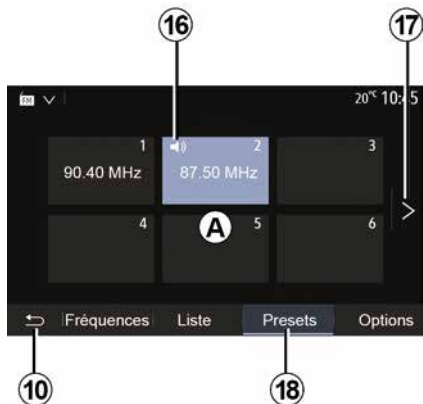 16
17
FM
20°C 10:45
1
90.40 MHz
2
87.50 MHz
3
4
A
5
6
Fréquences
Liste
Presets
Options
10
18